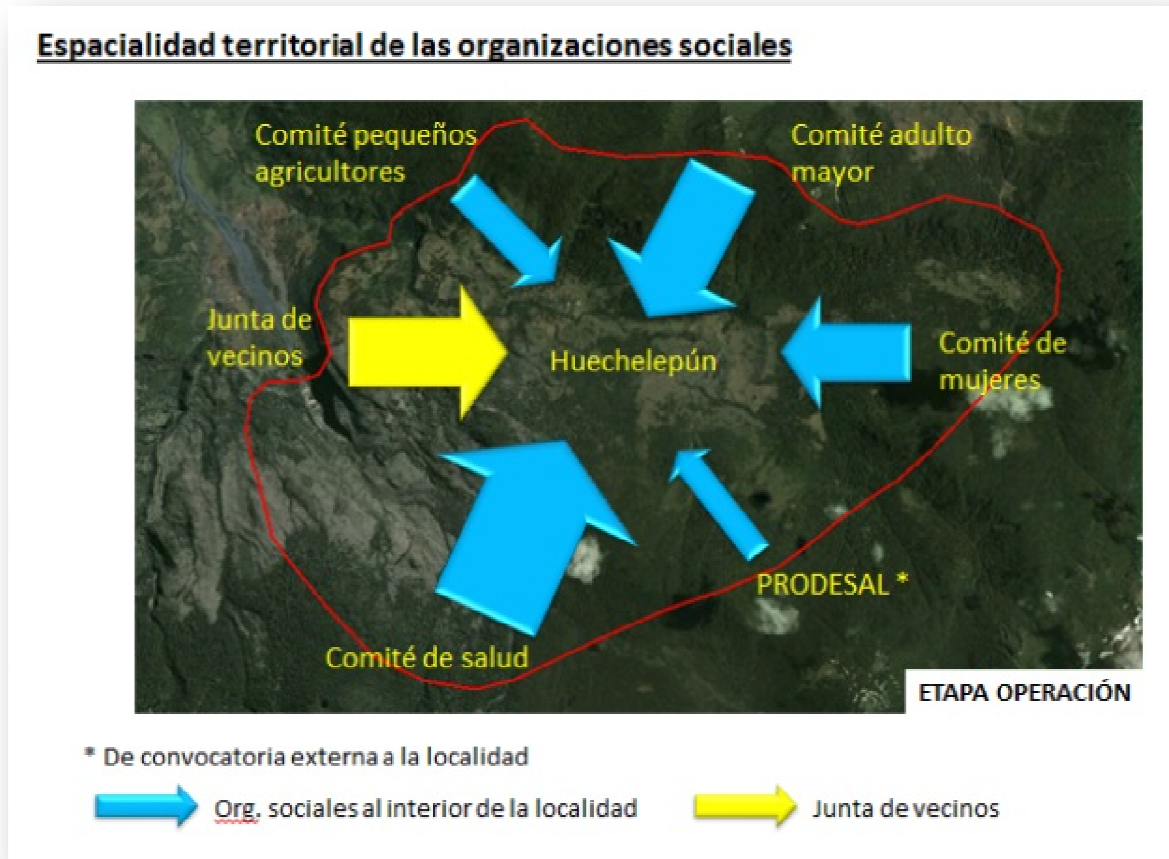 Espacialidad territorial de las organizaciones sociales
Comité pequeños
agricultores
Comité adulto
mayor
Junta de
vecinos
Huechelepún
Comité de
mujeres
PRODESAL *
Comité de salud
ETAPA OPERACIÓN
* De convocatoria externa a la localidad
Org. sociales al interior de la localidad
Junta de vecinos